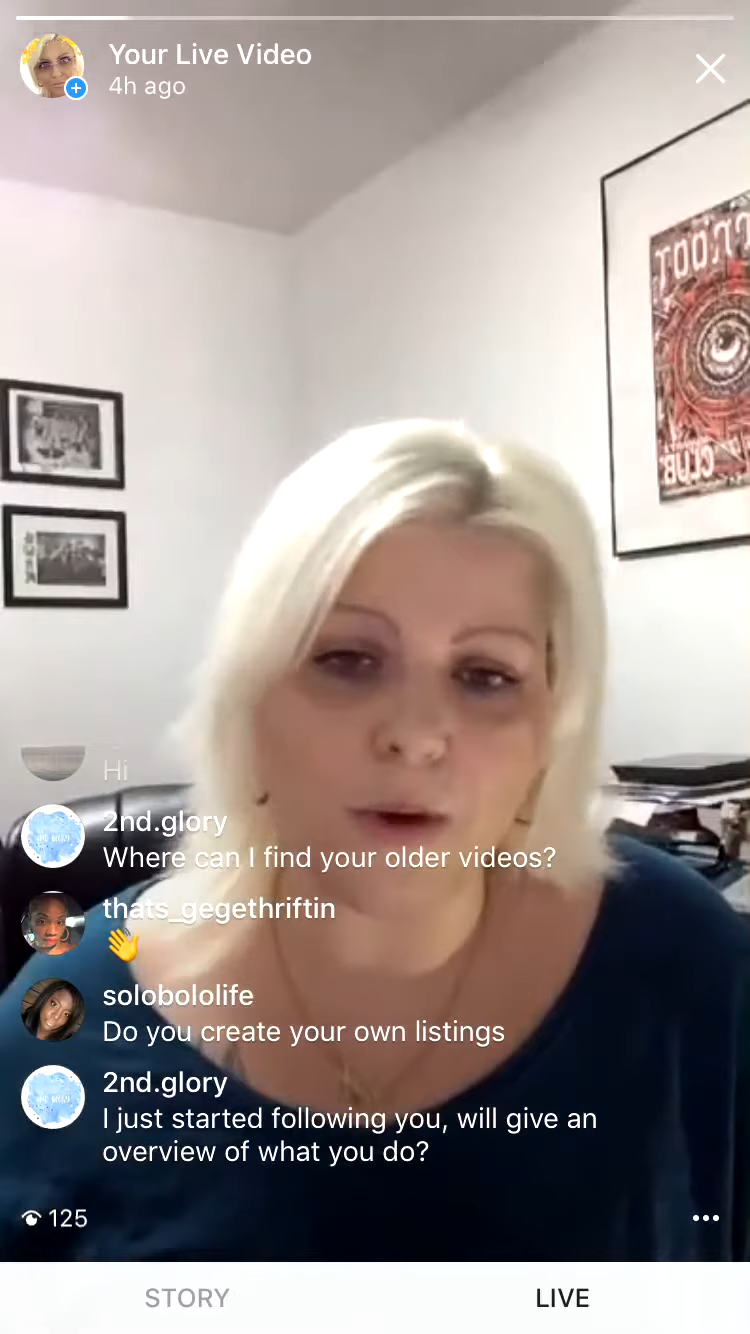 Your Live Video
4h ago
CLUB
Hi
2nd.glory
Where can I find your older videos?
thats_gegethriftin
👋
solobololife
Do you create your own listings
2nd.glory
I just started following you, will give an
overview of what you do?
125
STORY
LIVE